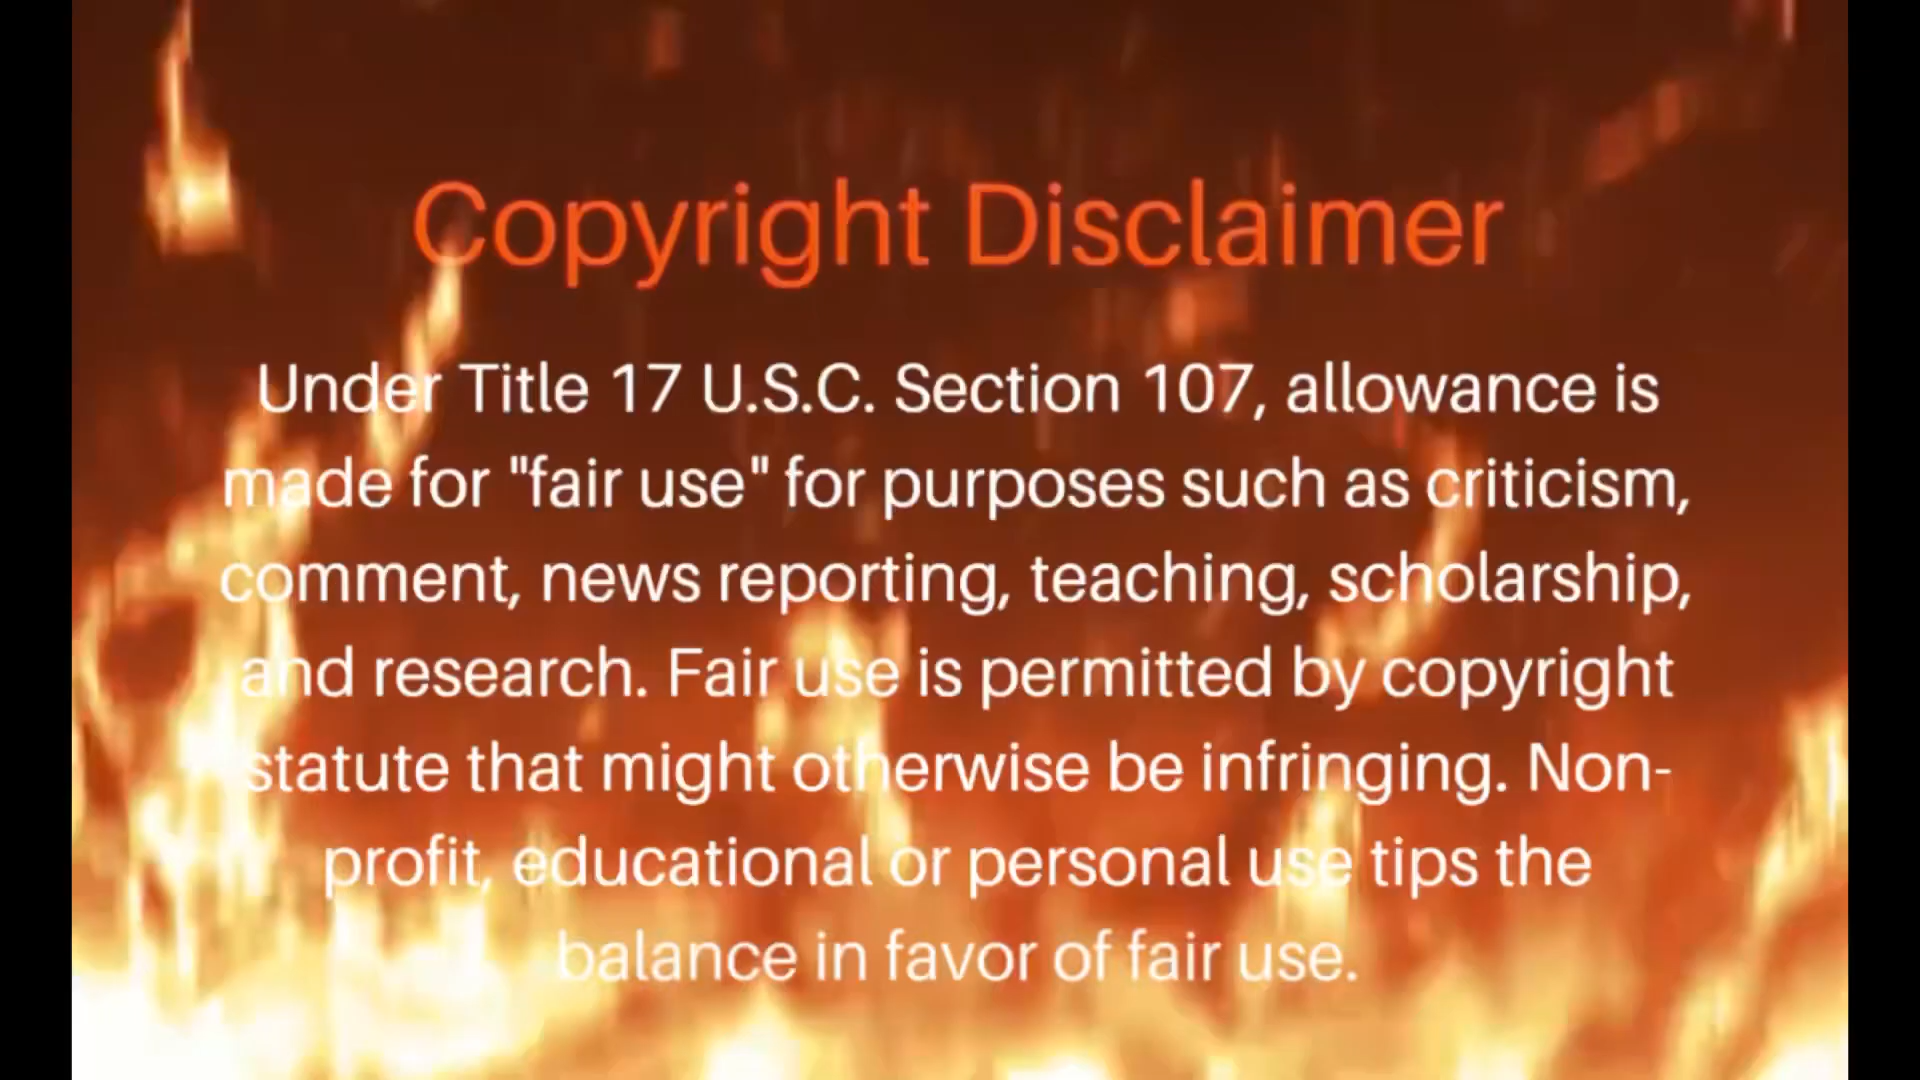 Copyright Disclaimer
Under Title 17 U.S.C. Section 107, allowance is
made for "fair use" for purposes such as criticism,
comment, news reporting, teaching, scholarship,
and research. Fair use is permitted by copyright
statute that might otherwise be infringing. Non-
profit, educational or personal use tips the
balance in favor of fair use.